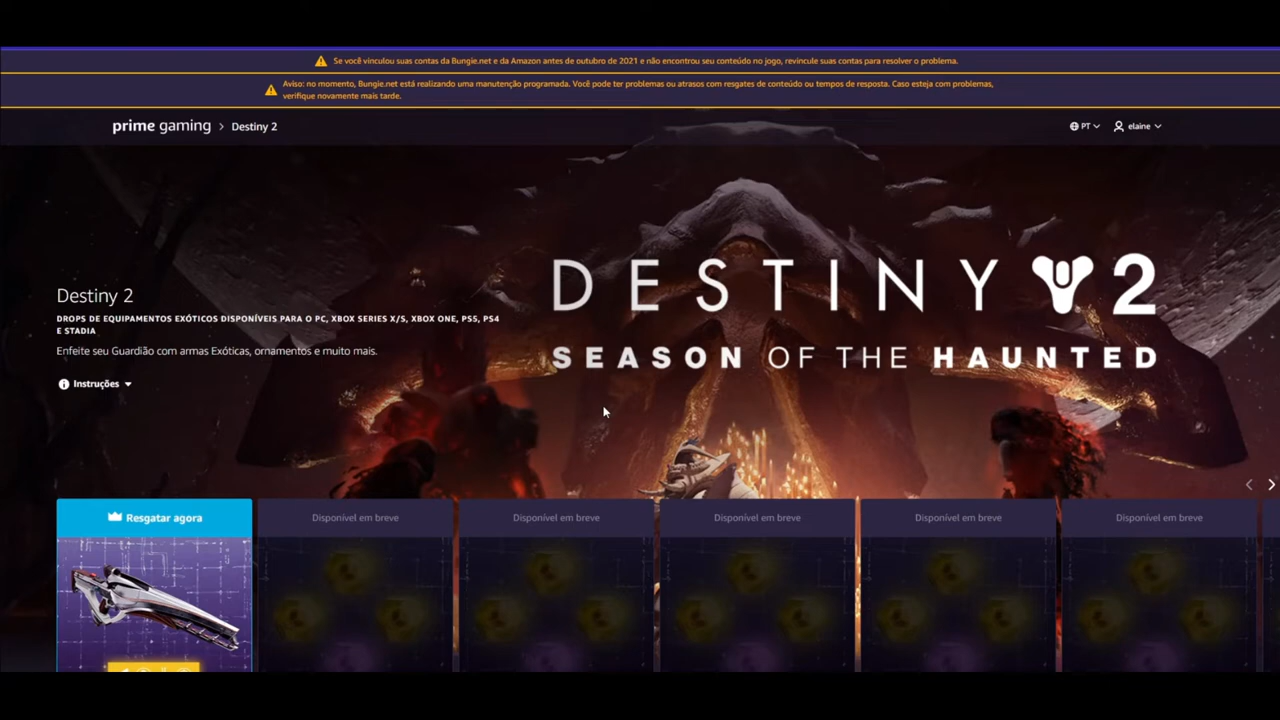 Se você vinculou suas contas da Bungie.net e da Amazon antes de outubro de 2021 e não encontrou seu conteúdo no jogo, revincule suas contas para resolver o problema.
Aviso: no momento, Bungie.net está realizando uma manutenção programada. Você pode ter problemas ou atrasos com resgates de conteúdo ou tempos de resposta. Caso esteja com problemas,
verifique novamente mais tarde.
prime gaming > Destiny 2
PT
elaine
DESTINY 2
SEASON OF THE HAUNTED
Destiny 2
DROPS DE EQUIPAMENTOS EXÓTICOS DISPONÍVEIS PARA O PC, XBOX SERIES X/S, XBOX ONE, PS5, PS4
E STADIA
Enfeite seu Guardião com armas Exóticas, ornamentos e muito mais.
Instruções
Resgatar agora
Disponível em breve
Disponível em breve
Disponível em breve
Disponível em breve
Disponível em breve